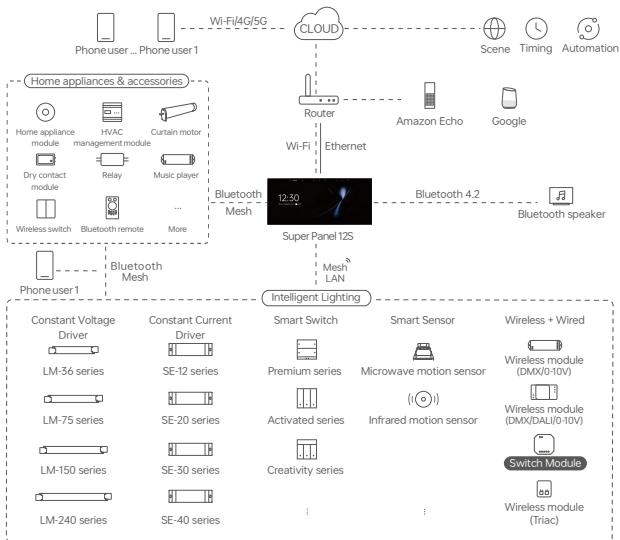 Wi-Fi/4G/5G
CLOUD
Phone user ... Phone user 1
Scene Timing Automation
Home appliances & accessories
Router
Amazon Echo
Google
Home appliance
module
HVAC
management module
Curtain motor
Wi-Fi
Ethernet
Dry contact
module
Relay
Music player
Bluetooth
Mesh
12:30
Bluetooth 4.2
Bluetooth speaker
Wireless switch
Bluetooth remote
...
More
Super Panel 12S
Phone user 1
Bluetooth
Mesh
Mesh
LAN
Intelligent Lighting
Constant Voltage
Driver
Constant Current
Driver
Smart Switch
Smart Sensor
Wireless + Wired
LM-36 series
SE-12 series
Premium series
Microwave motion sensor
Wireless module
(DMX/0-10V)
LM-75 series
SE-20 series
Activated series
Infrared motion sensor
Wireless module
(DMX/DALI/0-10V)
LM-150 series
SE-30 series
Creativity series
Switch Module
LM-240 series
SE-40 series
Wireless module
(Triac)